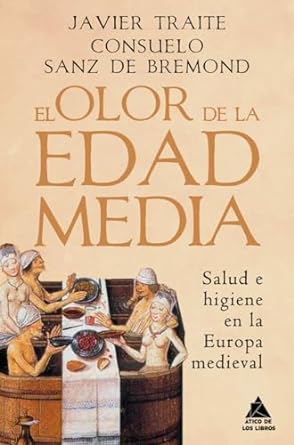 JAVIER TRAITE
CONSUELO
SANZ DE BREMOND
EL OLOR DE LA
EDAD
MEDIA
Salud e
higiene
en la
Europa
medieval
ÁTICO DE
LOS LIBROS